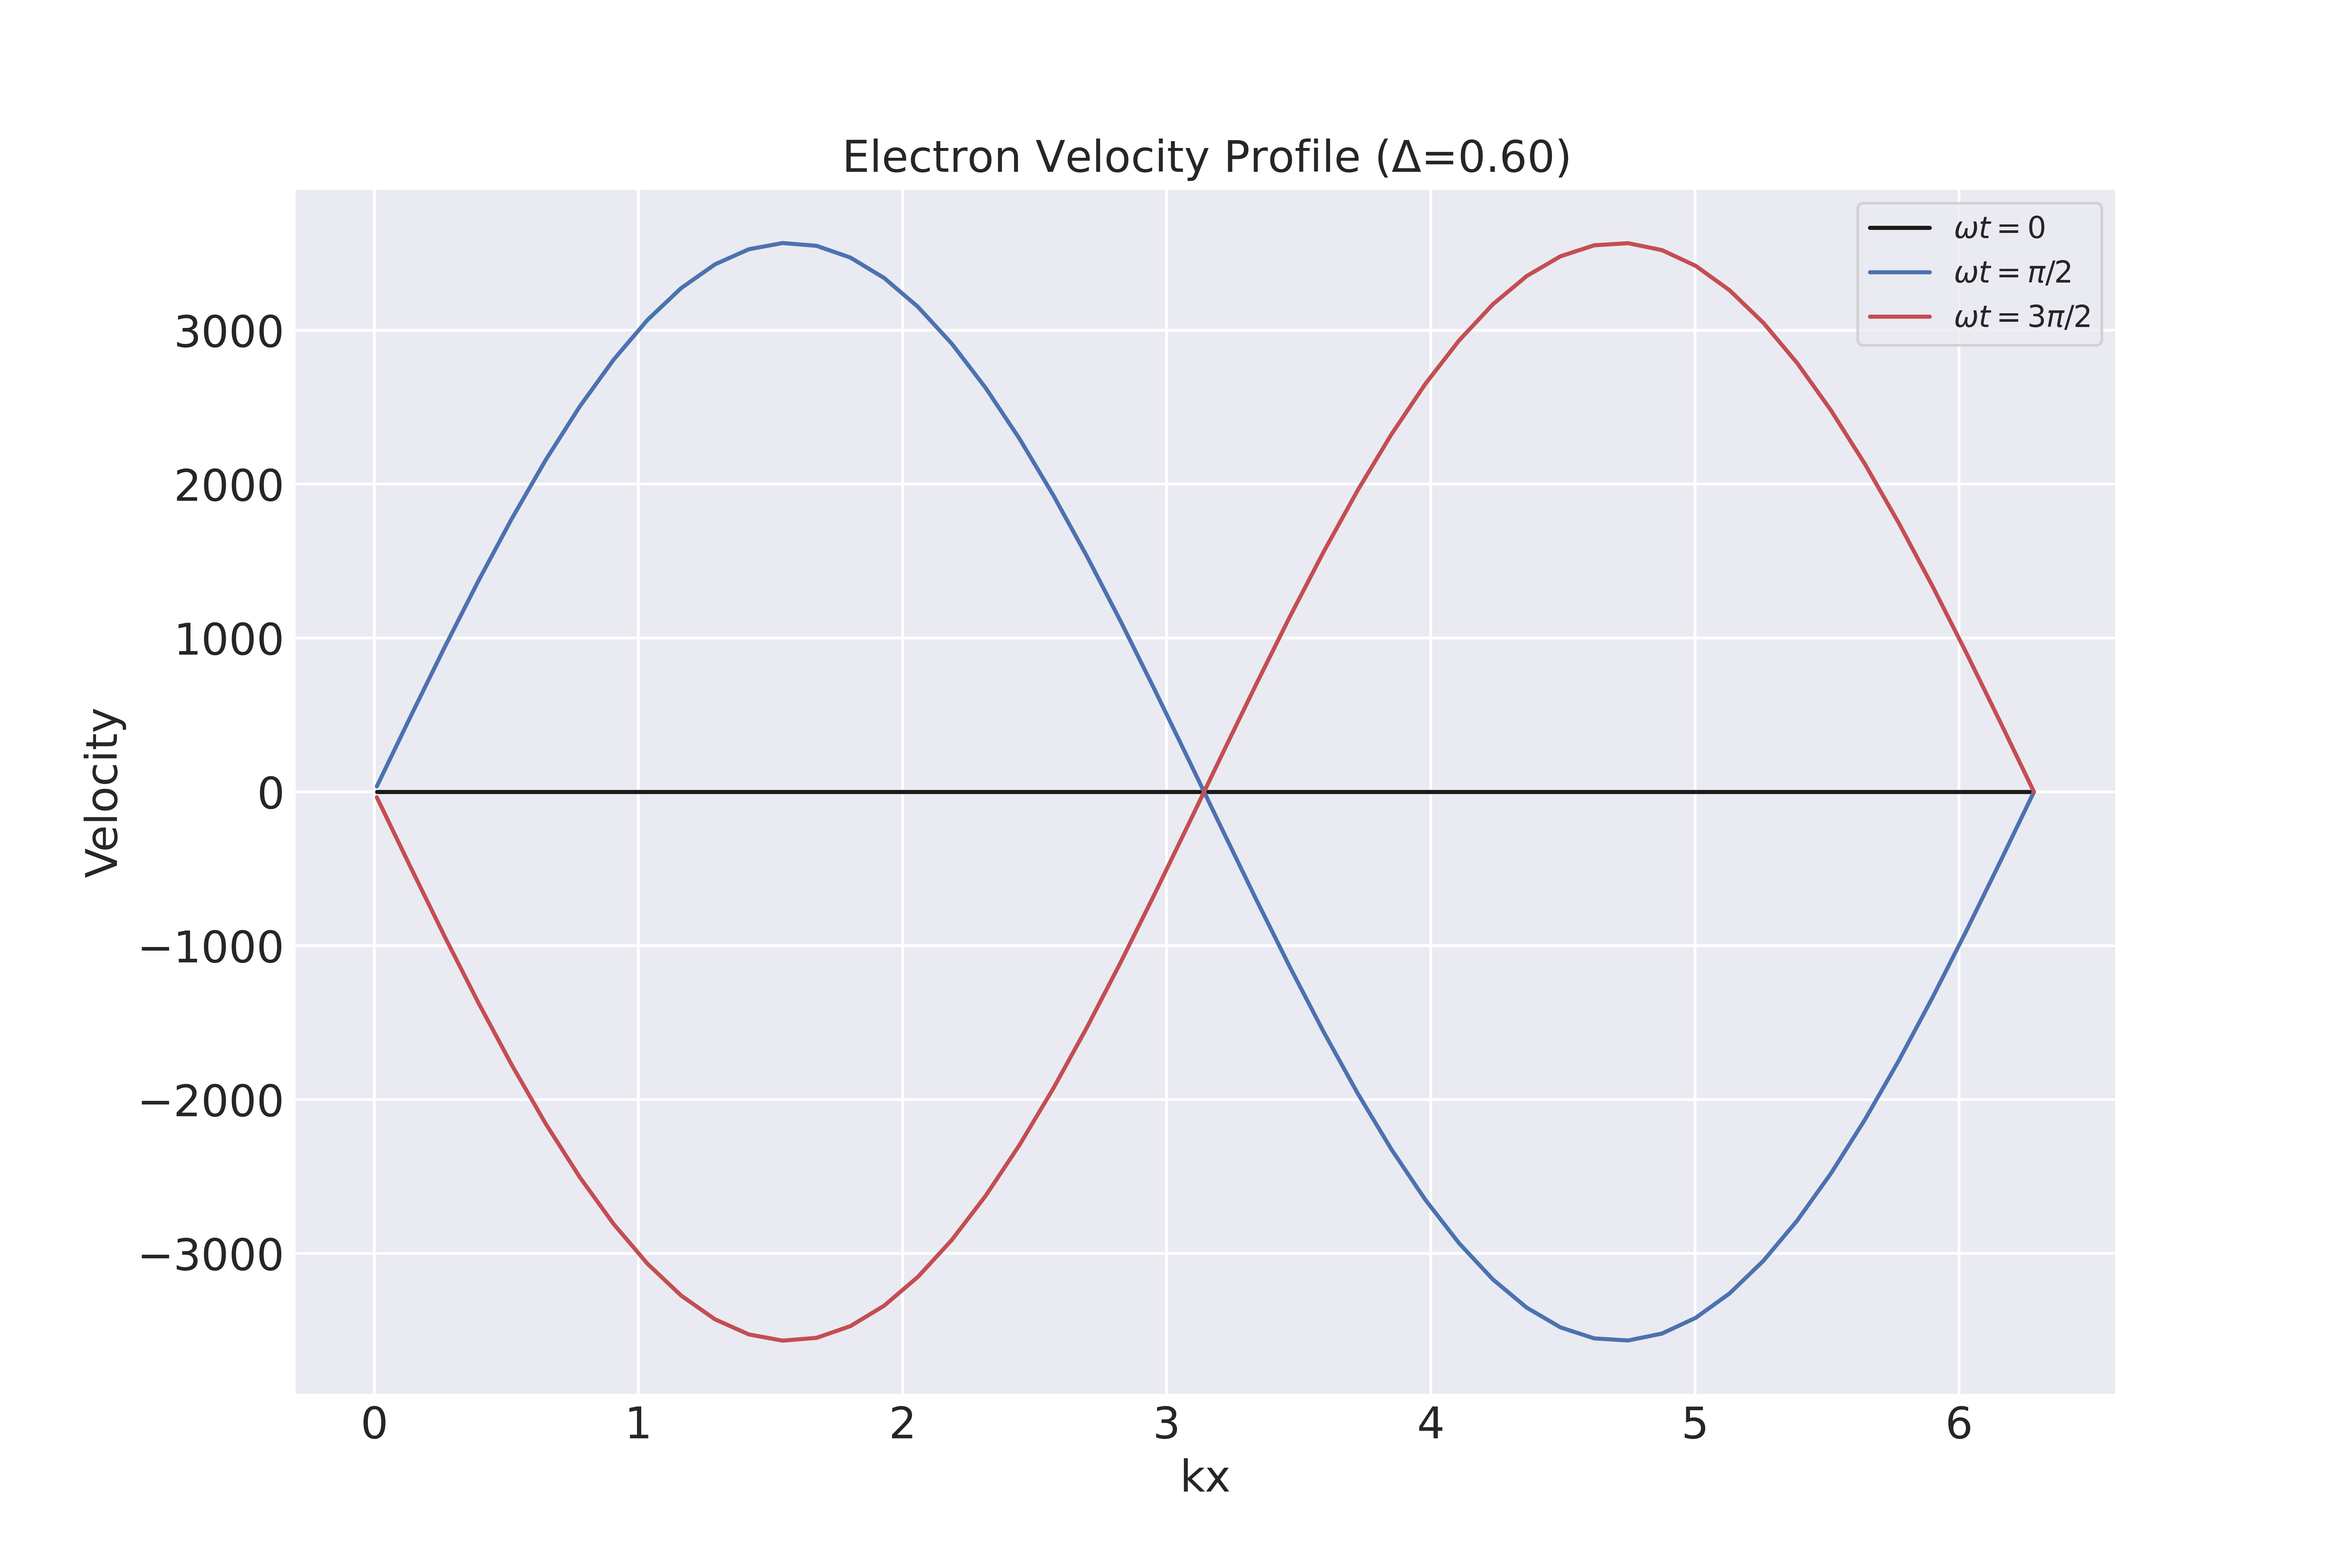 Electron Velocity Profile (Δ=0.60)
ωt = 0
ωt = π/2
ωt = 3π/2
3000
2000
1000
0
−1000
−2000
−3000
Velocity
0 1 2 3 4 5 6
kx